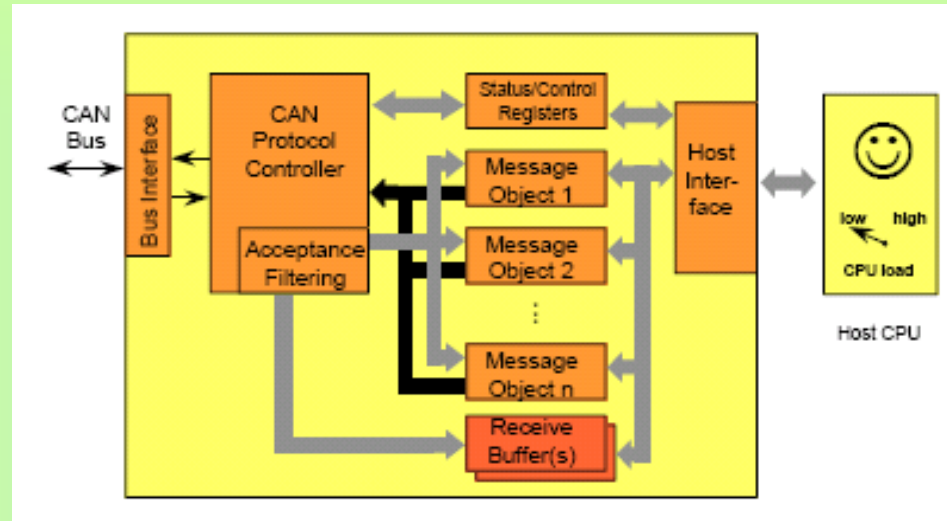 CAN
Bus
Bus Interface
CAN
Protocol
Controller
Acceptance
Filtering
Status/Control
Registers
Message
Object 1
Message
Object 2
⋮
Message
Object n
Receive
Buffer(s)
Host
Inter-
face
low high
CPU load
Host CPU